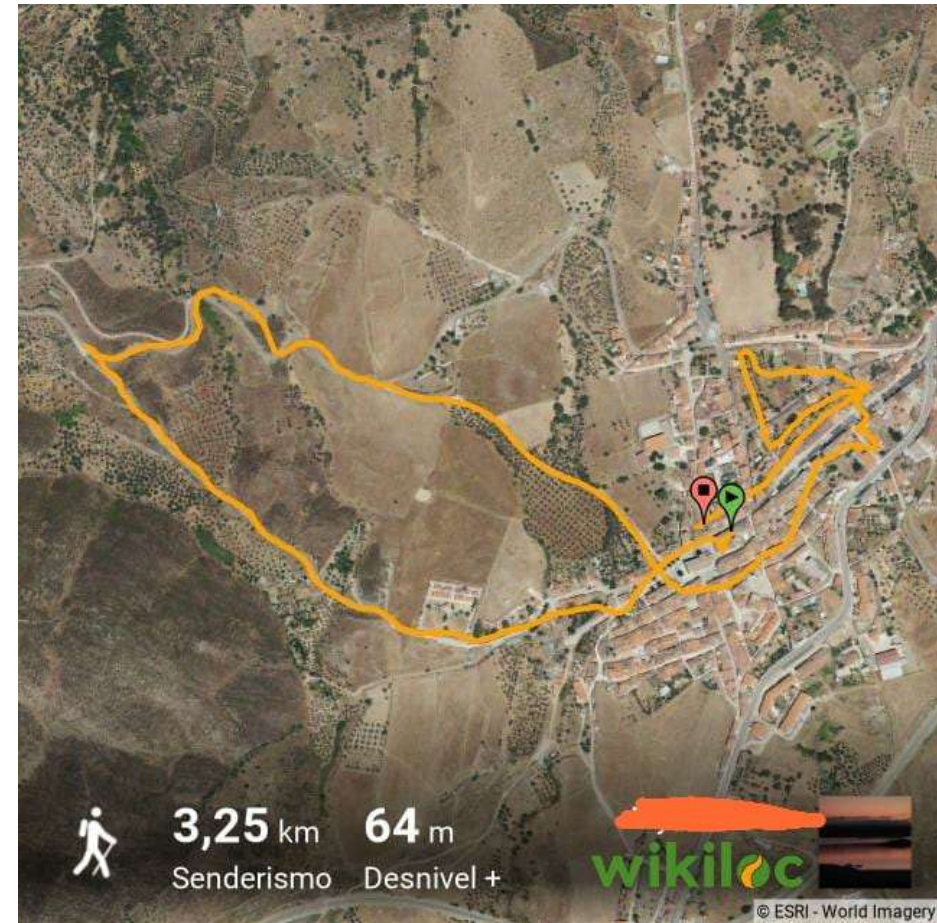 3,25 km
Senderismo
64 m
Desnivel +
wikiloc
© ESRI - World Imagery